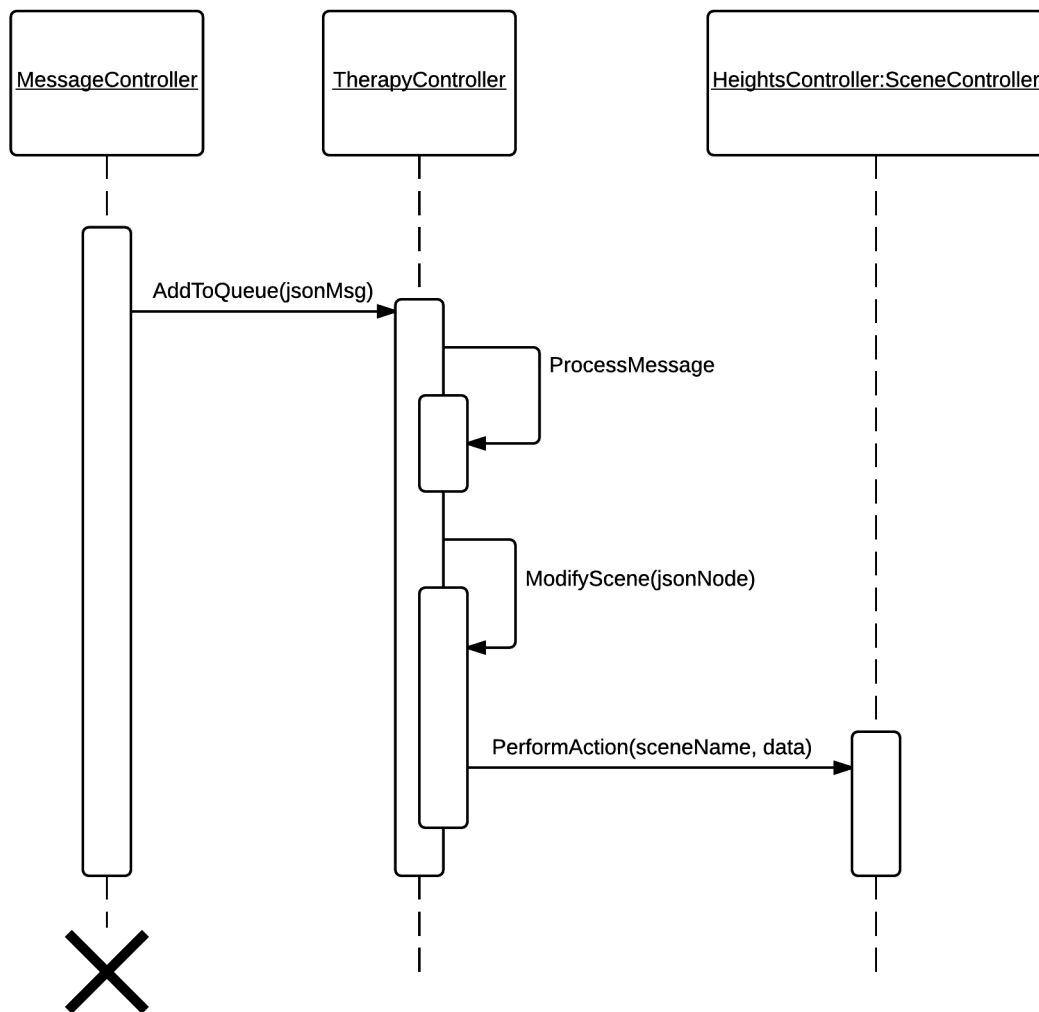 MessageController
TherapyController
HeightsController:SceneController
AddToQueue(jsonMsg)
ProcessMessage
ModifyScene(jsonNode)
PerformAction(sceneName, data)